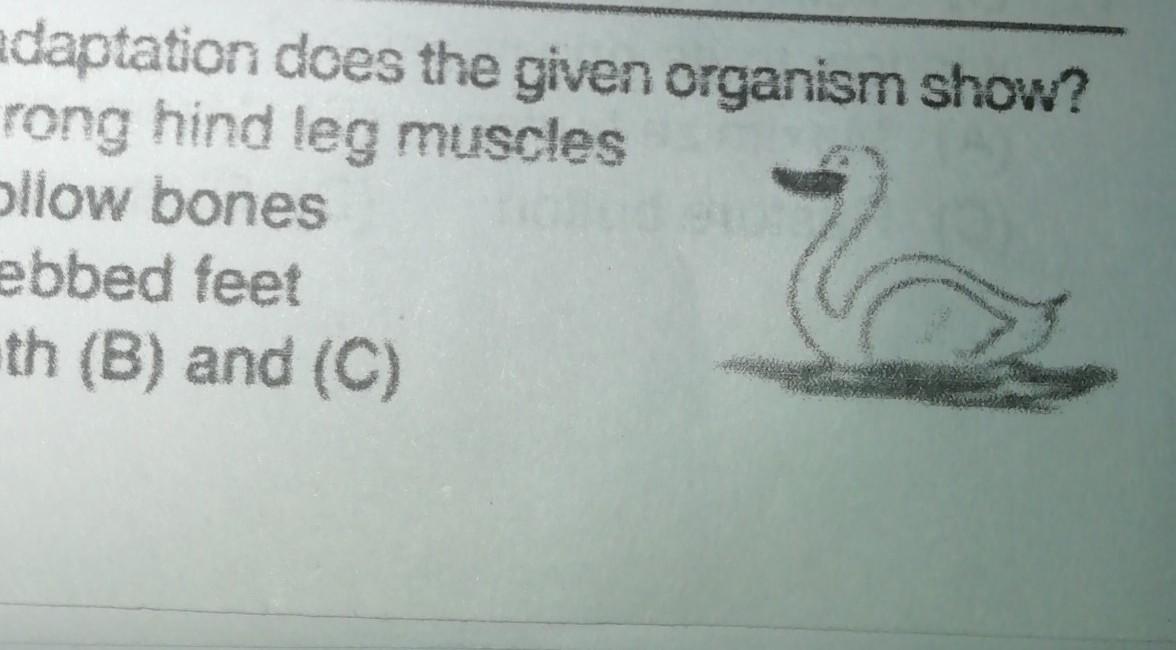 adaptation does the given organism show?
rong hind leg muscles
ollow bones
ebbed feet
th (B) and (C)